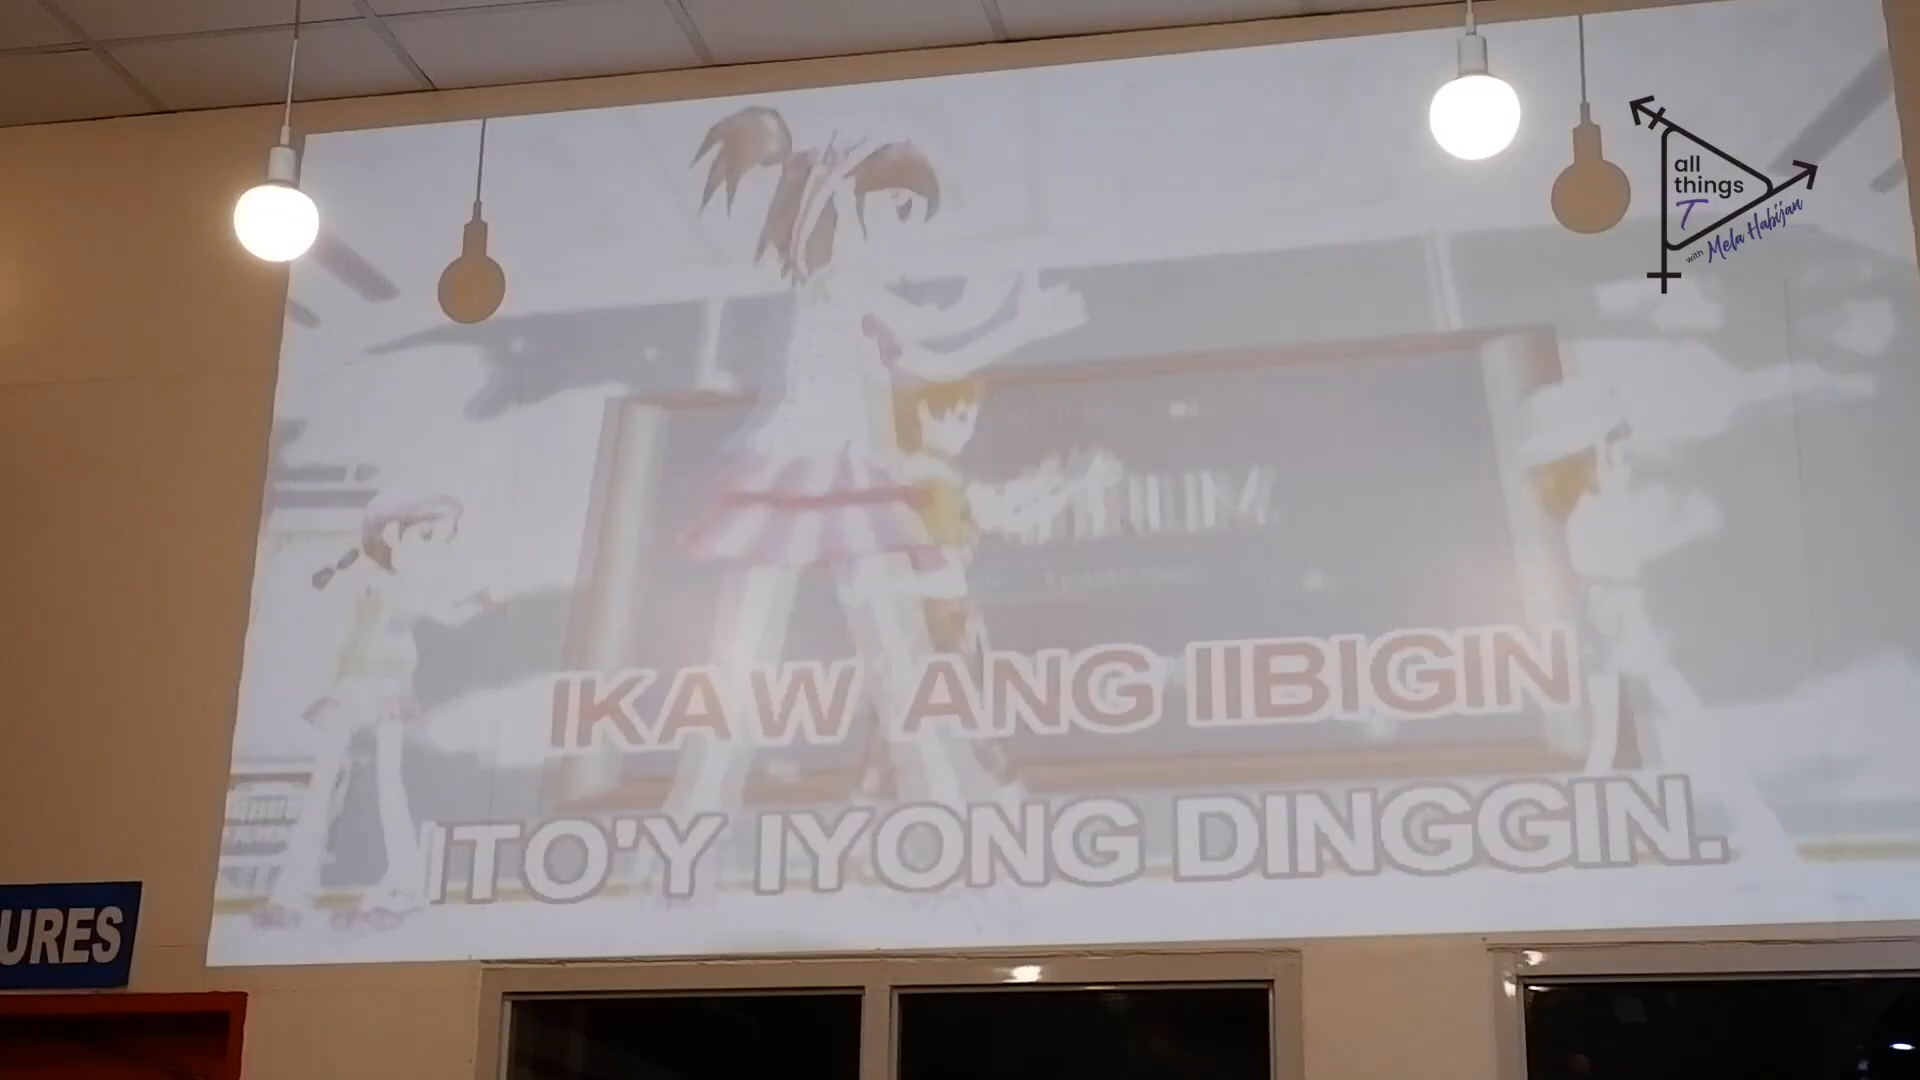 all
things
T
with Mela Habijan
IKAW ANG IIBIGIN
ITO'Y IYONG DINGGIN.
URES